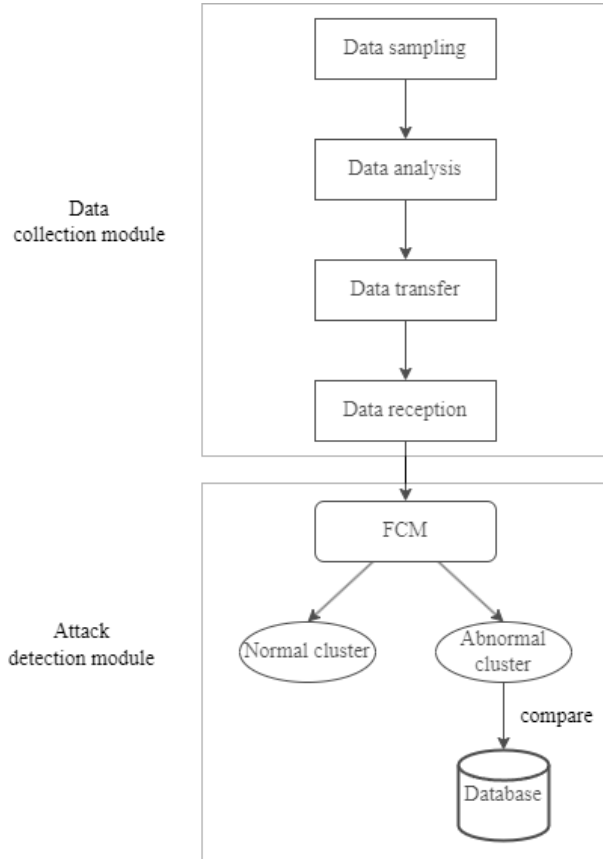 Data sampling
Data analysis
Data
collection module
Data transfer
Data reception
FCM
Attack
detection module
Normal cluster
Abnormal
cluster
compare
Database